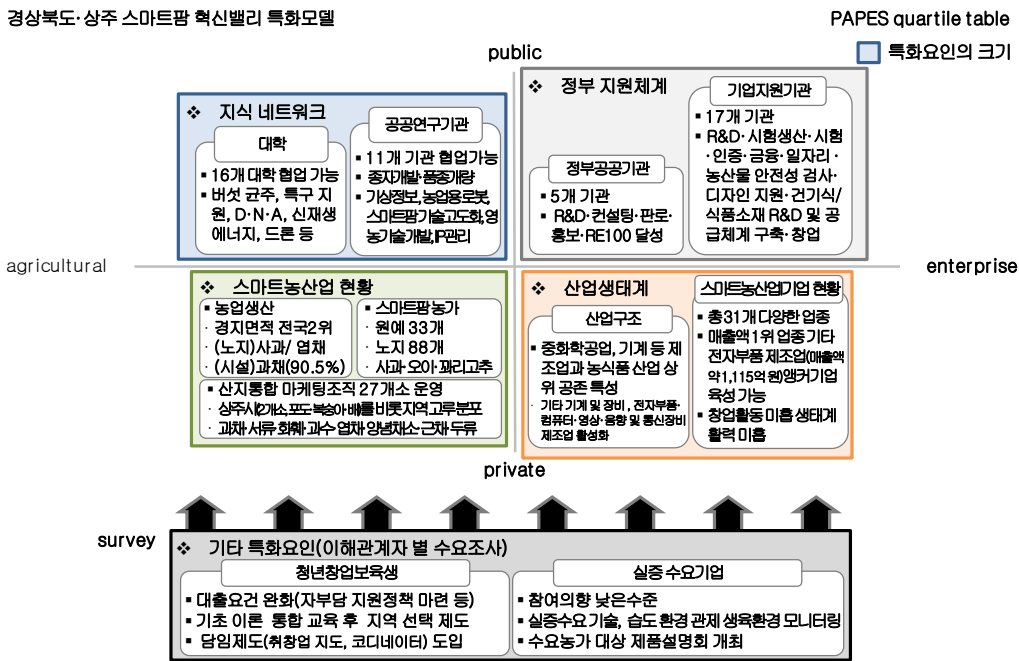 경상북도·상주 스마트팜 혁신밸리 특화모델
PAPES quartile table
특화요인의 크기
public
❖ 지식 네트워크
대학
▪ 16개 대학 협업 가능
▪ 버섯 균주, 특구 지
원, D·N·A, 신재생
에너지, 드론 등
공공연구기관
▪ 11개 기관 협업가능
▪ 종자개발·품종개량
▪ 기상정보, 농업용로봇,
스마트팜기술고도화, 영
농기술개발, IP관리
❖ 정부 지원체계
정부공공기관
▪ 5개 기관
▪ R&D·컨설팅·판로·
홍보·RE100 달성
기업지원기관
▪ 17개 기관
▪ R&D·시험생산·시험
·인증·금융·일자리·
농산물 안전성 검사·
디자인 지원·건기식/
식품소재 R&D 및 공
급체계 구축·창업
agricultural
enterprise
❖ 스마트농산업 현황
▪ 농업생산
· 경지면적 전국2위
· (노지)사과/ 엽채
· (시설)과채(90.5%)
▪ 스마트팜농가
· 원예 33개
· 노지 88개
· 사과·오이·꽈리고추
▪ 산지통합 마케팅조직 27개소 운영
· 상주시(2개소, 포도·복숭아·배)를 비롯 지역 고루 분포
· 과채·서류·화훼·과수·엽채·양념채소·근채·두류
❖ 산업생태계
산업구조
▪ 중화학공업, 기계 등 제
조업과 농식품 산업 상
위 공존 특성
· 기타 기계 및 장비, 전자부품·
컴퓨터·영상·음향 및 통신장비
제조업 활성화
스마트농산업기업 현황
▪ 총31개 다양한 업종
▪ 매출액 1위 업종 기타
전자부품 제조업(매출액
약1,115억 원)앵커기업
육성 가능
▪ 창업활동 미흡 생태계
활력 미흡
private
survey
❖ 기타 특화요인(이해관계자 별 수요조사)
청년창업보육생
▪ 대출요건 완화(자부담 지원정책 마련 등)
▪ 기초 이론 통합 교육 후 지역 선택 제도
▪ 담임제도(취창업 지도, 코디네이터) 도입
실증 수요기업
▪ 참여의향 낮은수준
▪ 실증수요 기술, 습도 환경 관제 생육환경 모니터링
▪ 수요농가 대상 제품설명회 개최